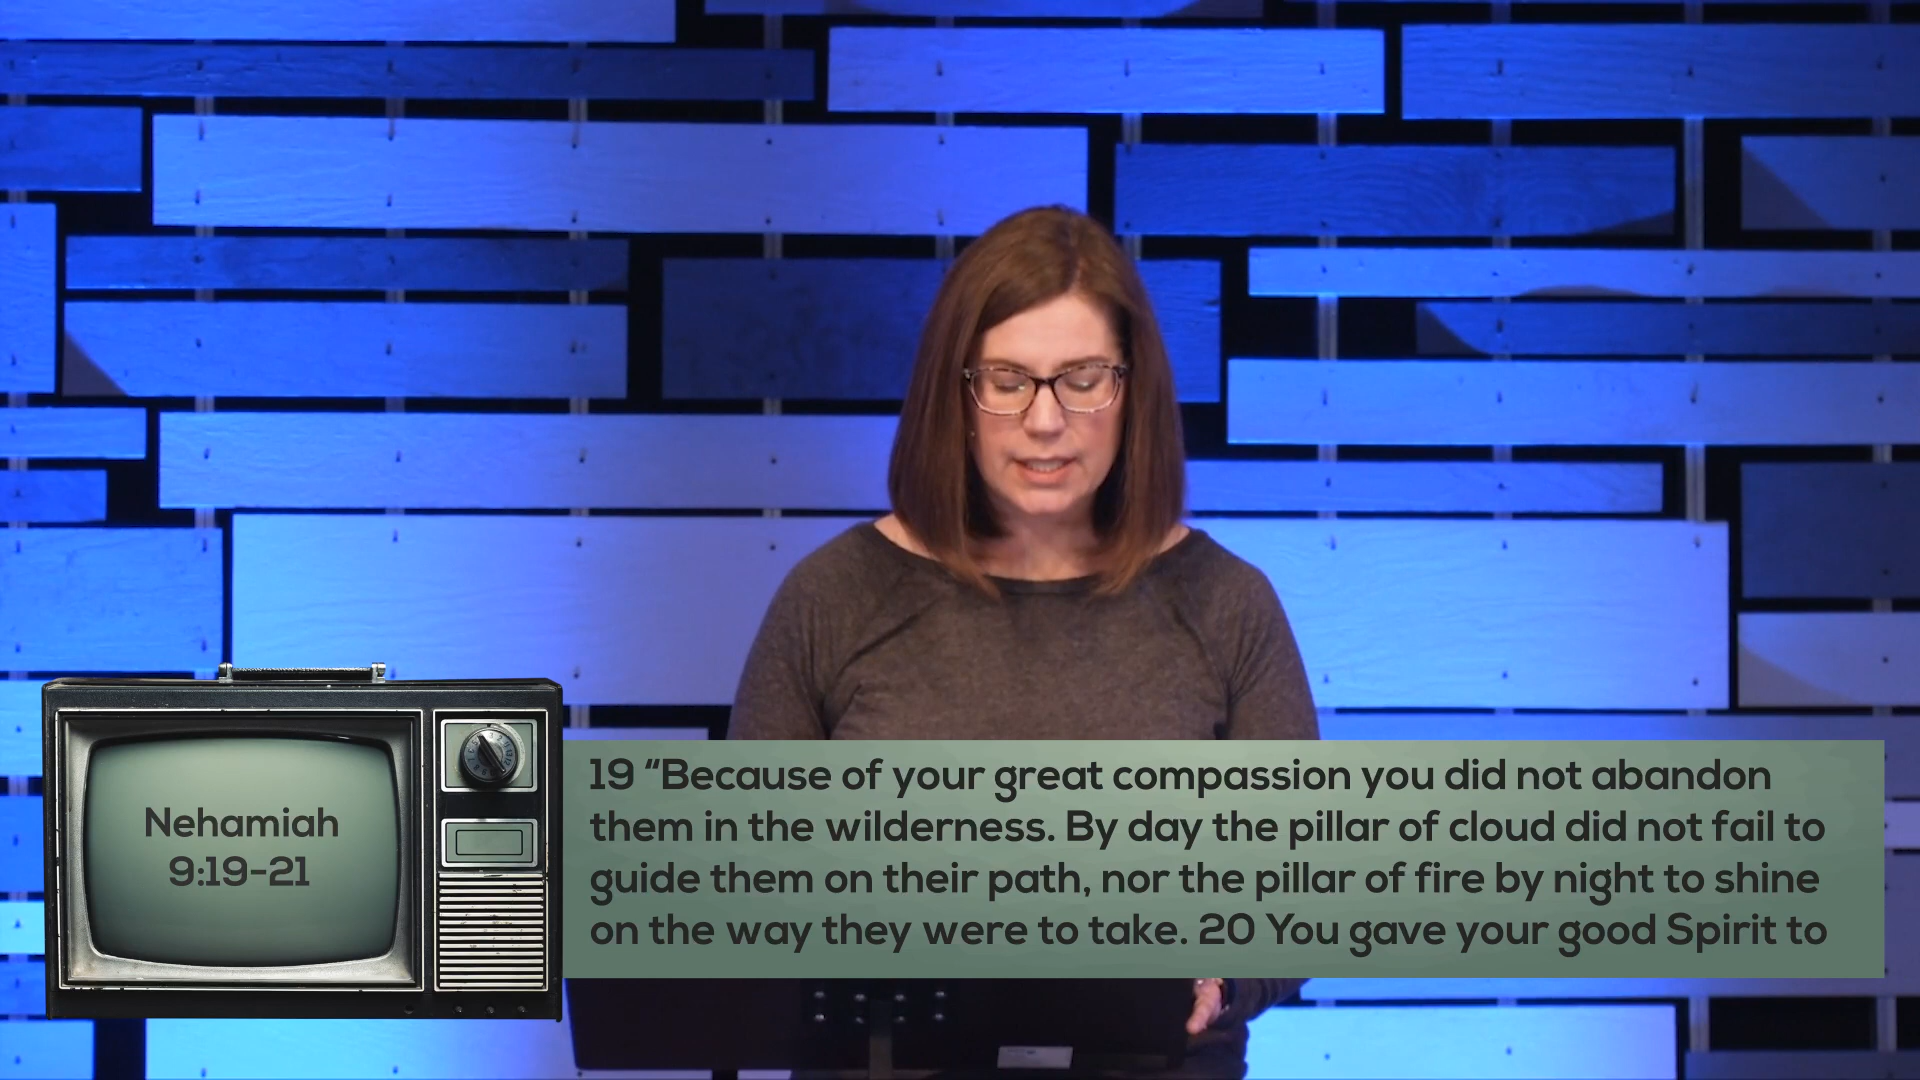 Nehamiah
9:19-21
19 “Because of your great compassion you did not abandon
them in the wilderness. By day the pillar of cloud did not fail to
guide them on their path, nor the pillar of fire by night to shine
on the way they were to take. 20 You gave your good Spirit to